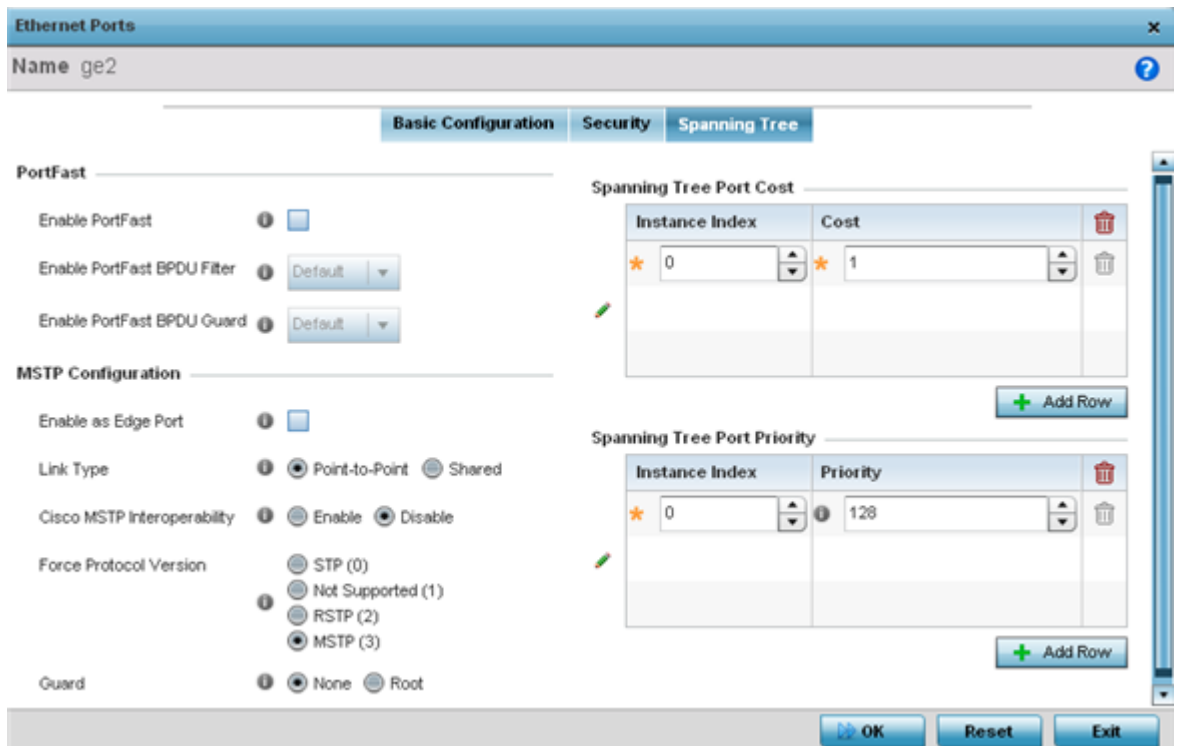 Ethernet Ports
Name ge2
Basic Configuration
Security
Spanning Tree
PortFast
Enable PortFast
Enable PortFast BPDU Filter
Default
Enable PortFast BPDU Guard
Default
MSTP Configuration
Enable as Edge Port
Link Type
Point-to-Point
Shared
Cisco MSTP Interoperability
Enable
Disable
Force Protocol Version
STP (0)
Not Supported (1)
RSTP (2)
MSTP (3)
Guard
None
Root
Spanning Tree Port Cost
Instance Index
Cost
0
1
Add Row
Spanning Tree Port Priority
Instance Index
Priority
0
128
Add Row
OK
Reset
Exit